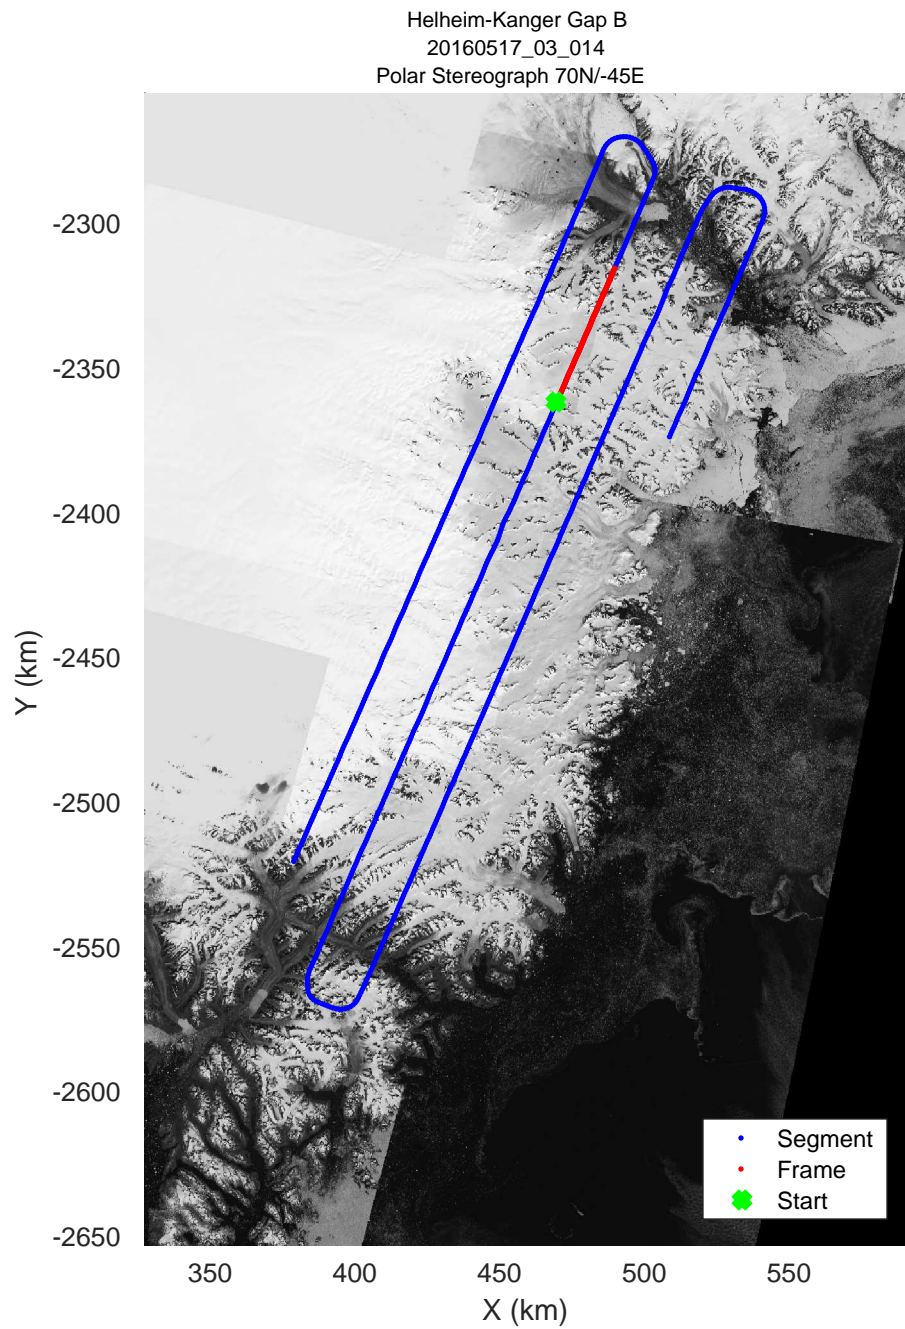 Helheim-Kanger Gap B
20160517_03_014
Polar Stereograph 70N/-45E
-2300
-2350
-2400
-2450
-2500
-2550
-2600
-2650
Y (km)
350
400
450
500
550
X (km)
Segment
Frame
Start